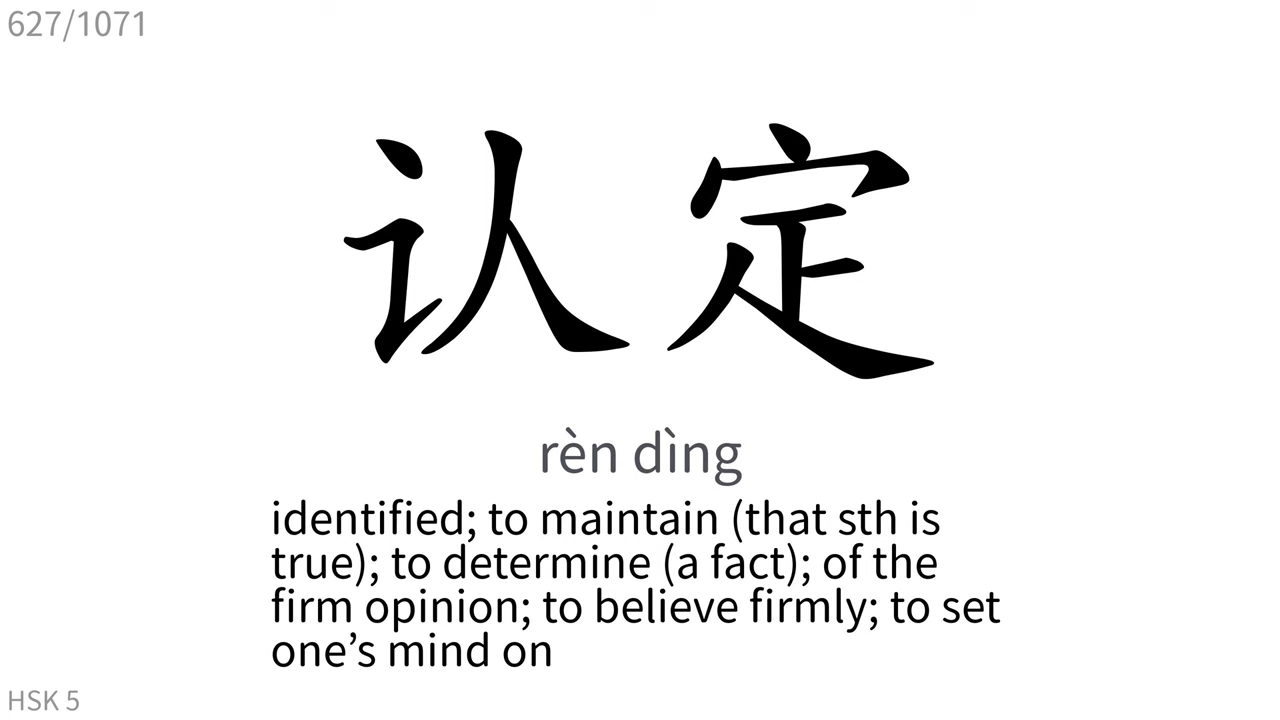 627/1071
认定
rèn dìng
identified; to maintain (that sth is
true); to determine (a fact); of the
firm opinion; to believe firmly; to set
one’s mind on
HSK 5